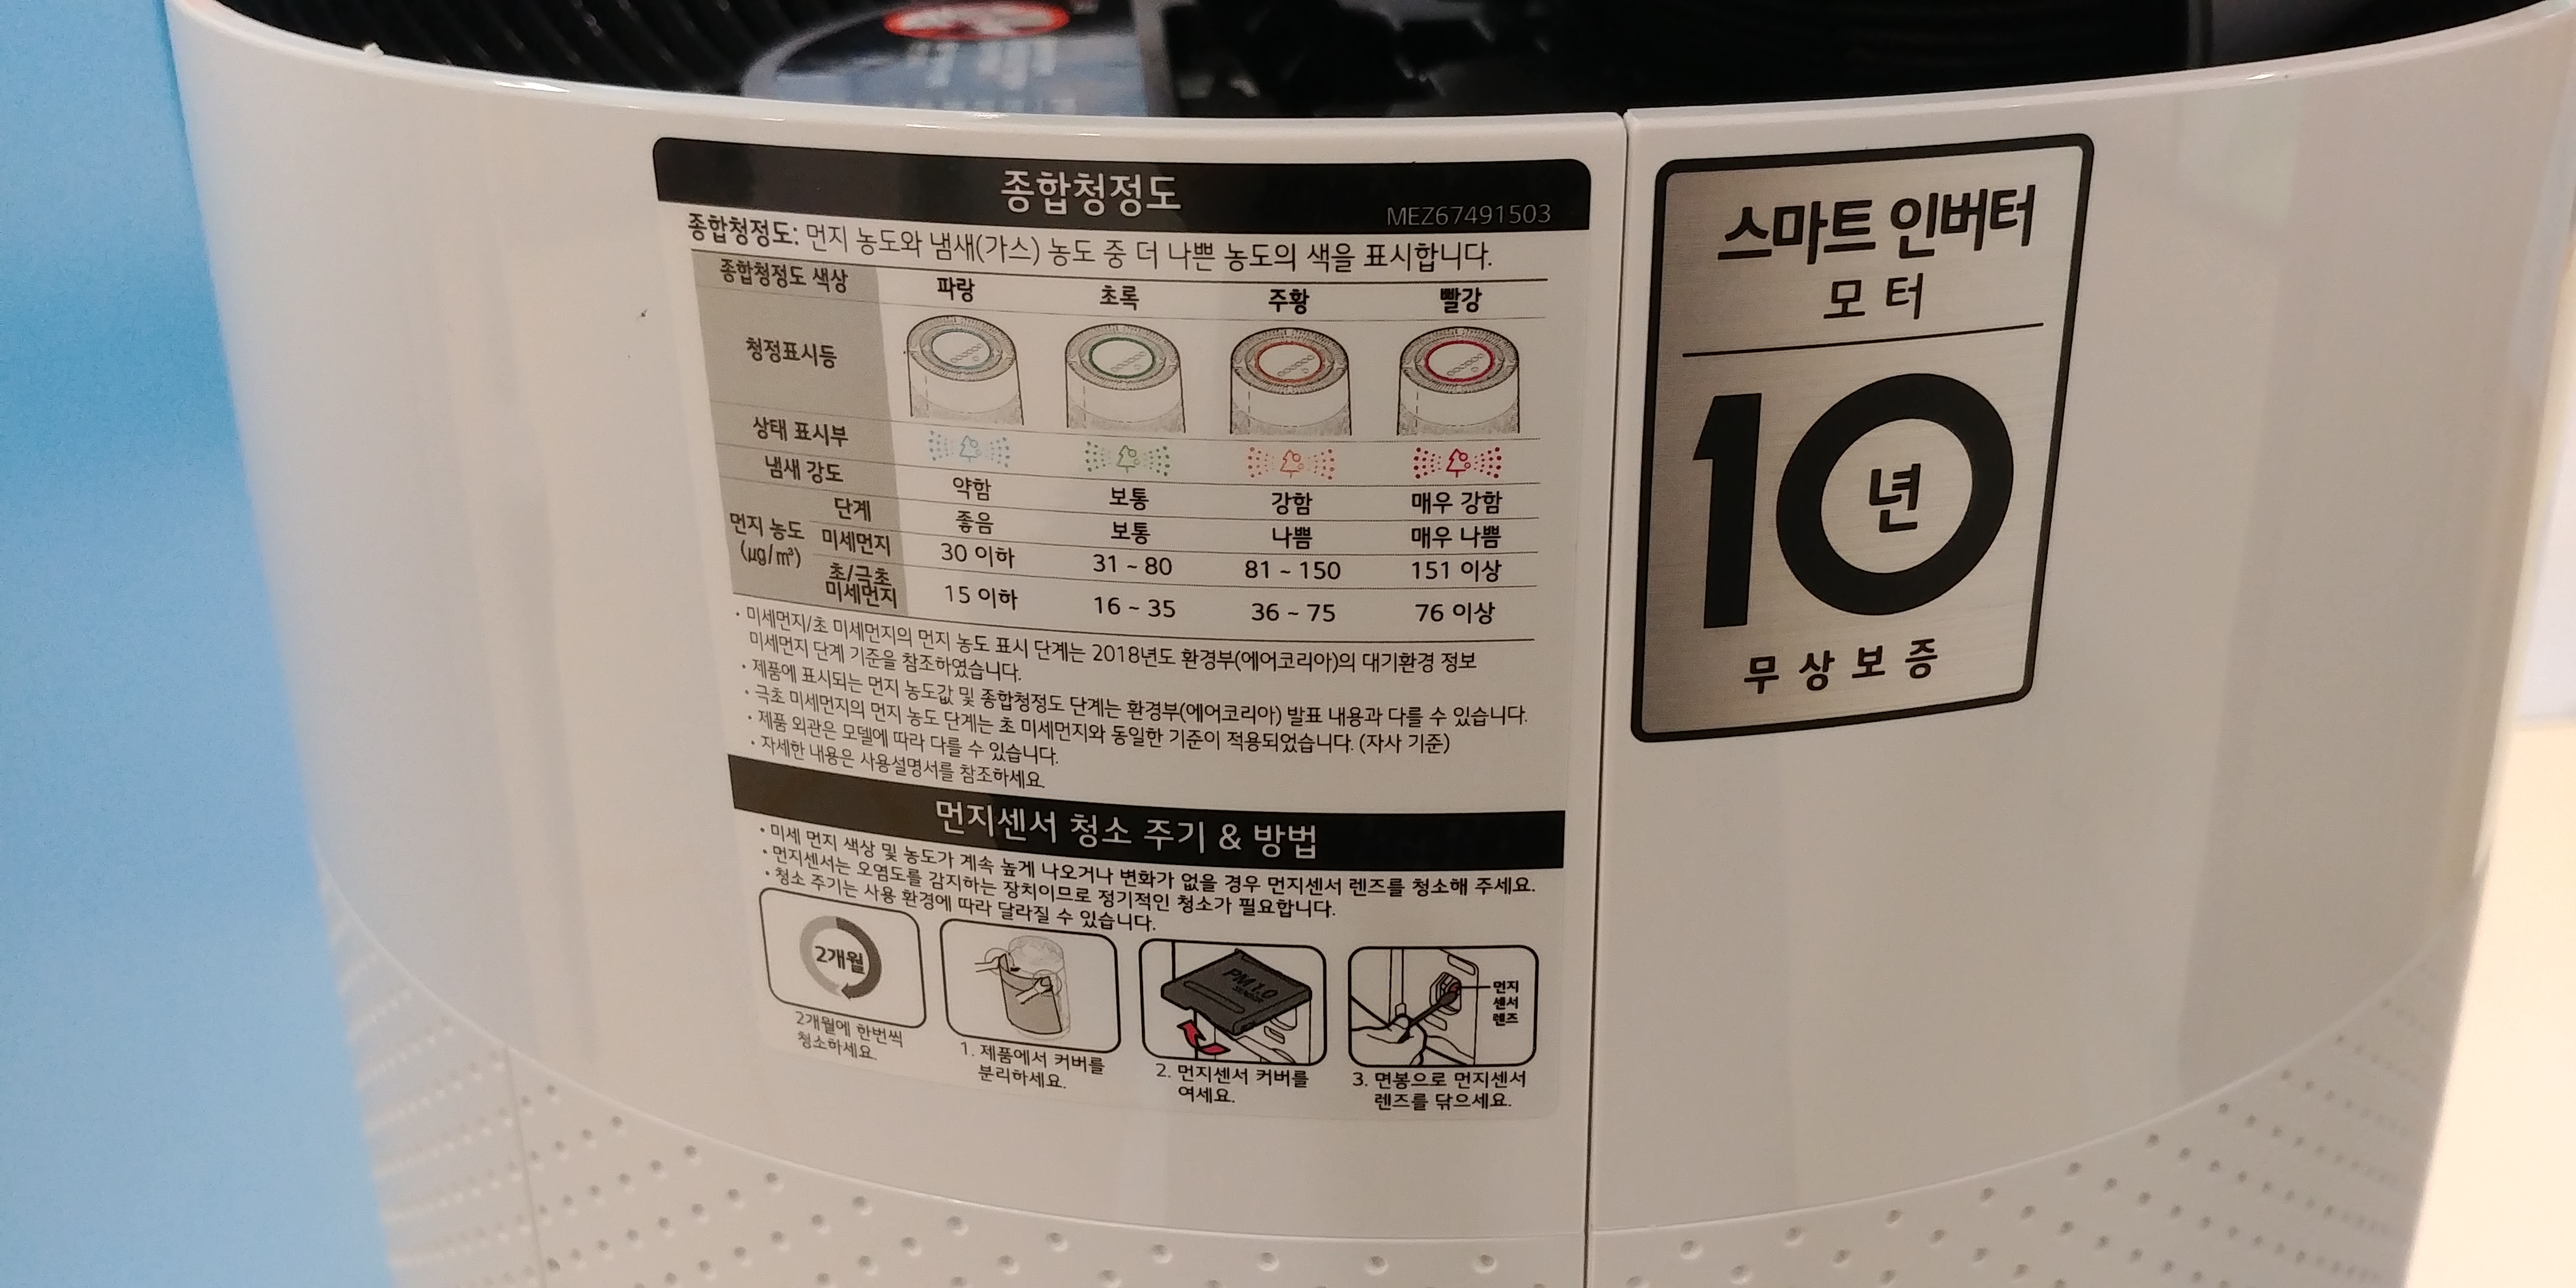 종합청정도
MEZ67491503
종합청정도: 먼지 농도와 냄새(가스) 농도 중 더 나쁜 농도의 색을 표시합니다.
종합청정도 색상 파랑 초록 주황 빨강
청정표시등
상태 표시부
냄새 강도 약함 보통 강함 매우 강함
먼지 농도 (μg/㎥) 단계 좋음 보통 나쁨 매우 나쁨
미세먼지 30 이하 31 ~ 80 81 ~ 150 151 이상
초/극초 미세먼지 15 이하 16 ~ 35 36 ~ 75 76 이상
· 미세먼지/초 미세먼지의 먼지 농도 표시 단계는 2018년도 환경부(에어코리아)의 대기환경 정보
미세먼지 단계 기준을 참조하였습니다.
· 제품에 표시되는 먼지 농도값 및 종합청정도 단계는 환경부(에어코리아) 발표 내용과 다를 수 있습니다.
· 극초 미세먼지의 먼지 농도 단계는 초 미세먼지와 동일한 기준이 적용되었습니다. (자사 기준)
· 제품 외관은 모델에 따라 다를 수 있습니다.
· 자세한 내용은 사용설명서를 참조하세요.
먼지센서 청소 주기 & 방법
· 미세 먼지 색상 및 농도가 계속 높게 나오거나 변화가 없을 경우 먼지센서 렌즈를 청소해 주세요.
· 먼지센서는 오염도를 감지하는 장치이므로 정기적인 청소가 필요합니다.
· 청소 주기는 사용 환경에 따라 달라질 수 있습니다.
2개월
2개월에 한번씩
청소하세요.
1. 제품에서 커버를
분리하세요.
PM1.0
SENSOR
2. 먼지센서 커버를
여세요.
먼지
센서
렌즈
3. 면봉으로 먼지센서
렌즈를 닦으세요.
스마트 인버터
모터
10년
무상보증